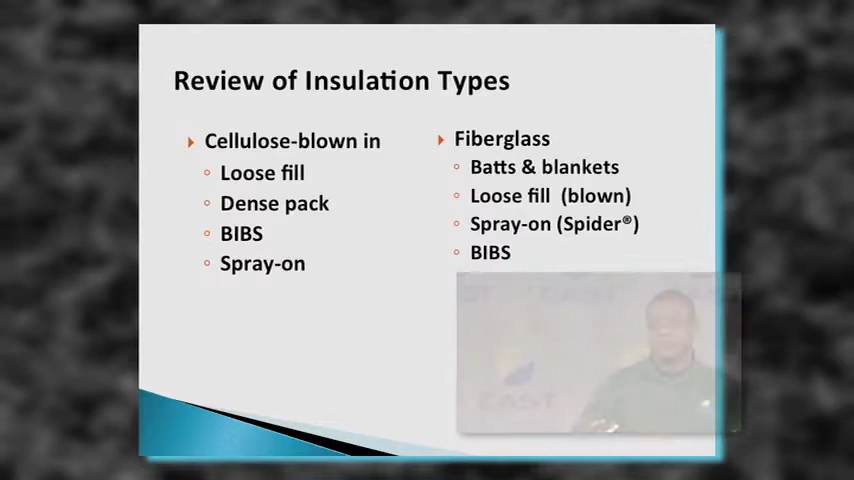 Review of Insulation Types
Cellulose-blown in
Loose fill
Dense pack
BIBS
Spray-on
Fiberglass
Batts & blankets
Loose fill (blown)
Spray-on (Spider®)
BIBS
CAST